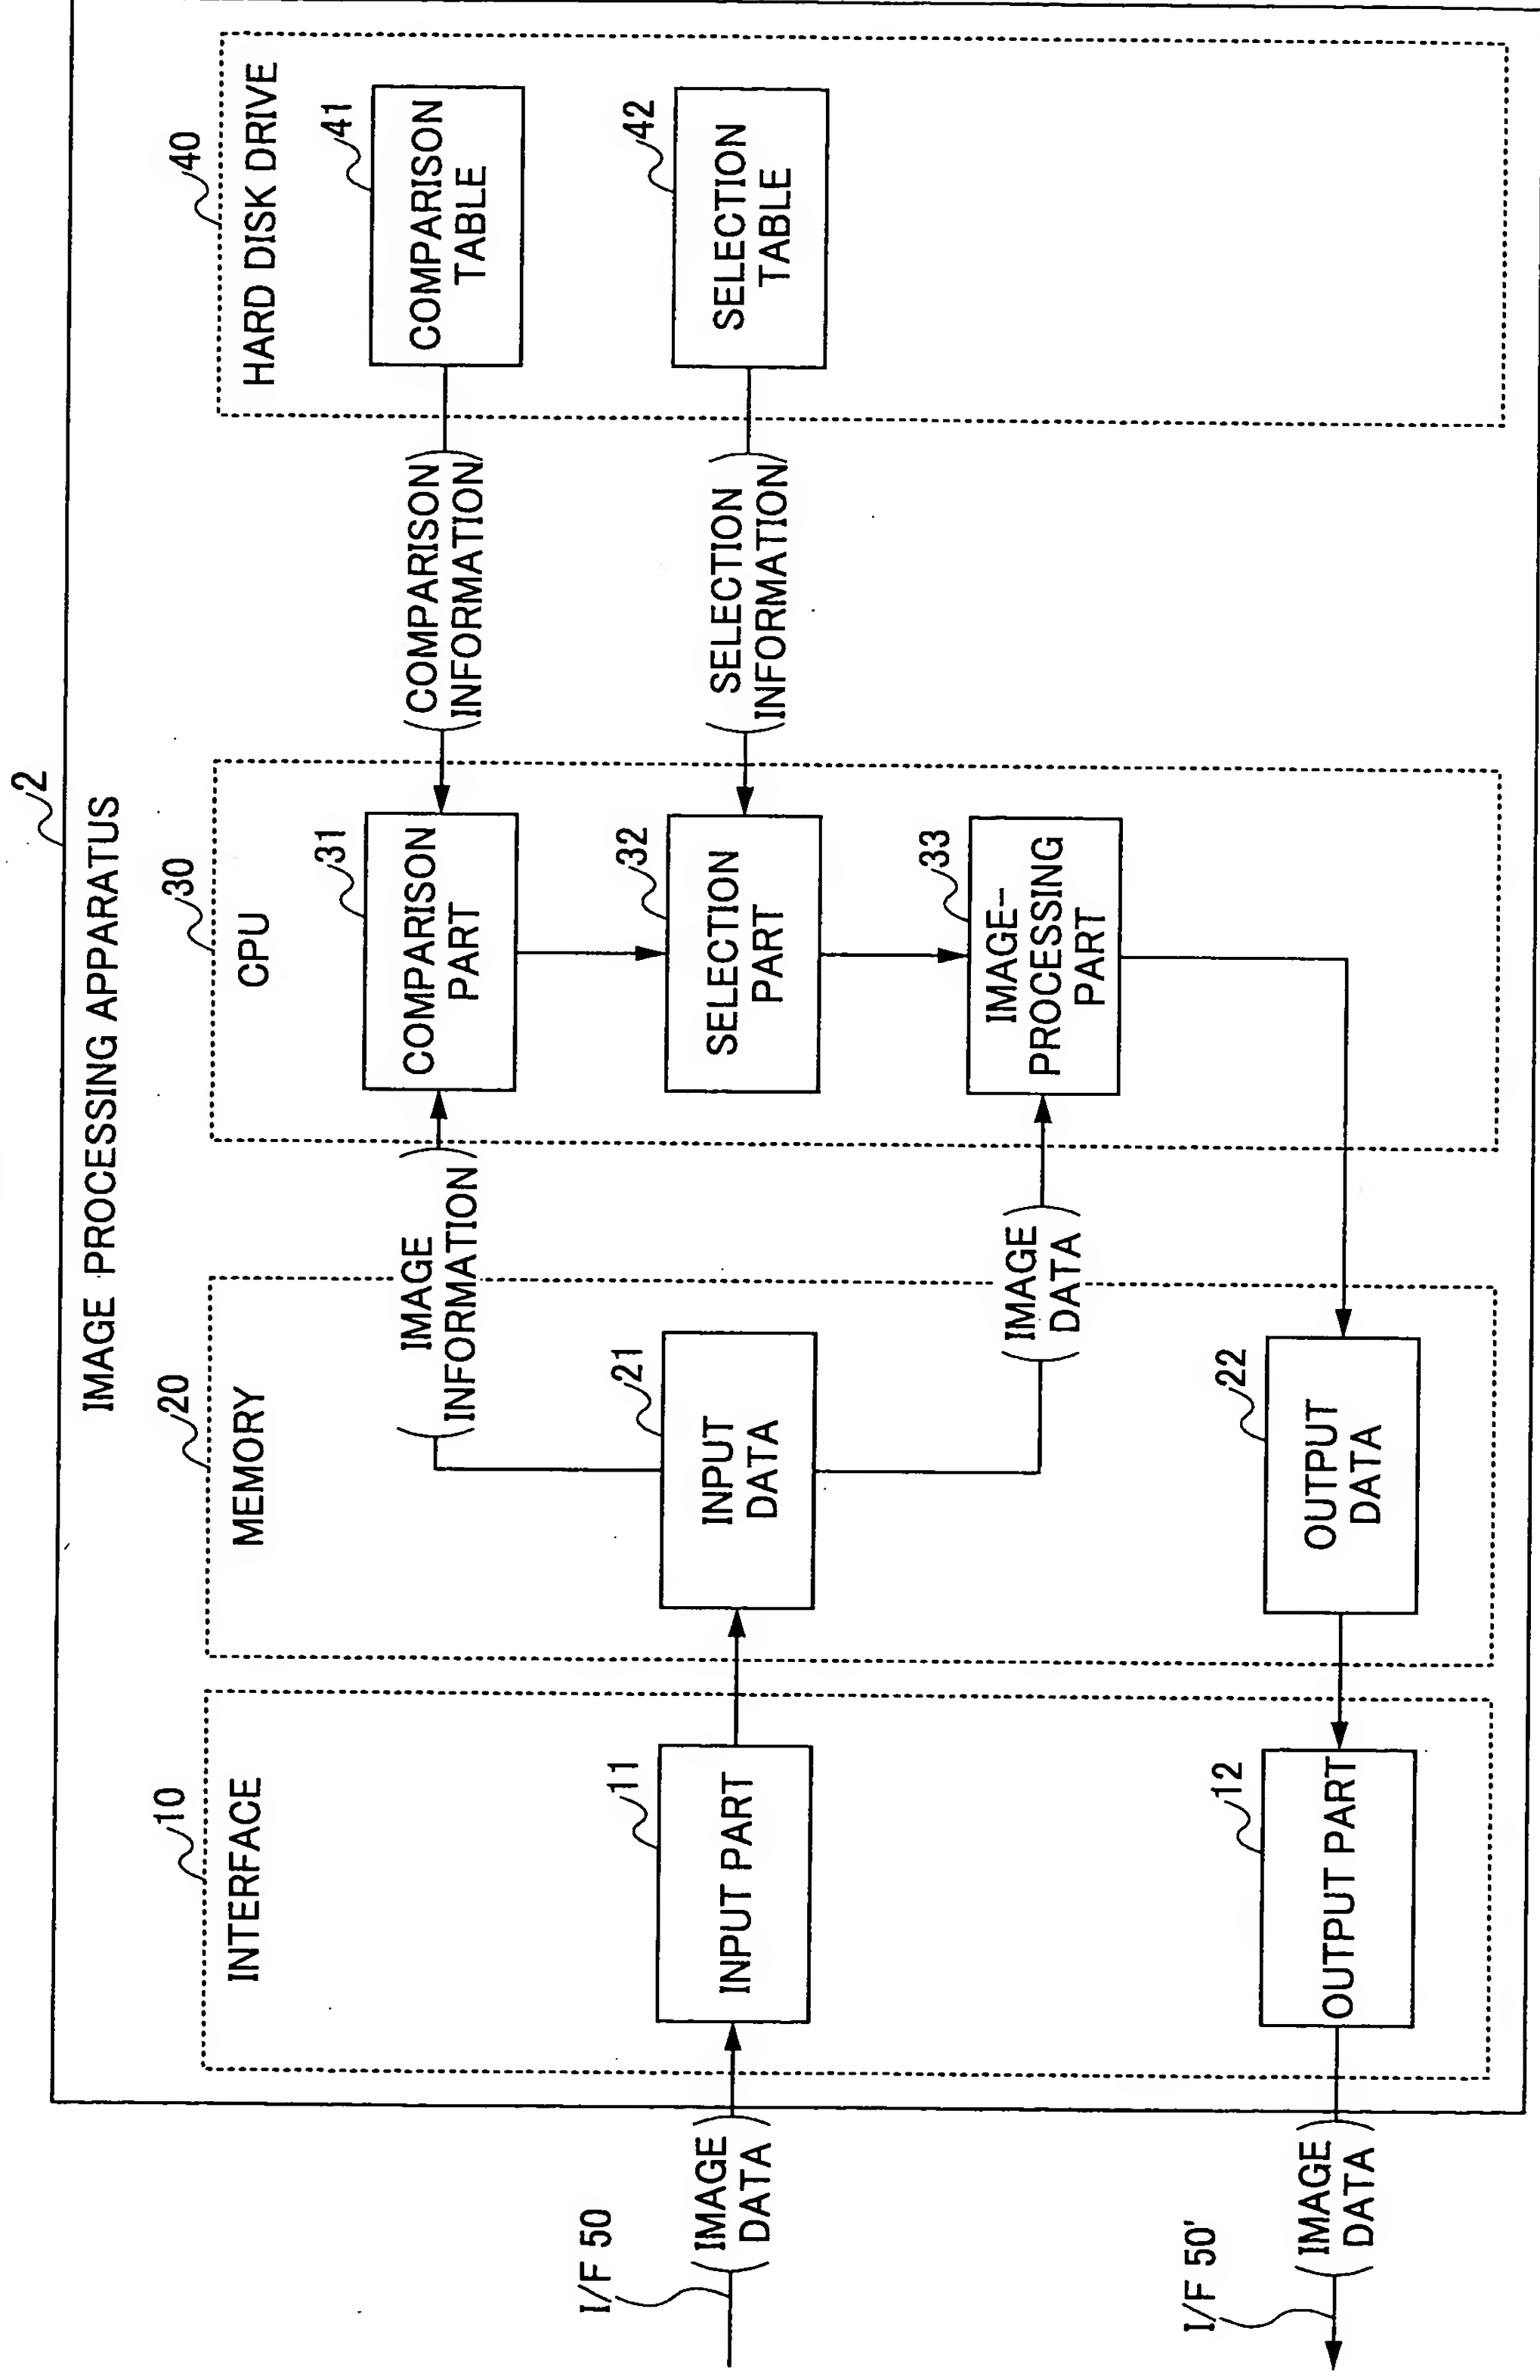 2
IMAGE PROCESSING APPARATUS
10
INTERFACE
20
MEMORY
30
CPU
40
HARD DISK DRIVE
(IMAGE
INFORMATION)
31
COMPARISON
PART
(COMPARISON
INFORMATION)
41
COMPARISON
TABLE
I/F 50
(IMAGE
DATA)
11
INPUT PART
21
INPUT
DATA
32
SELECTION
PART
(SELECTION
INFORMATION)
42
SELECTION
TABLE
(IMAGE
DATA)
33
IMAGE-
PROCESSING
PART
I/F 50'
(IMAGE
DATA)
12
OUTPUT PART
22
OUTPUT
DATA